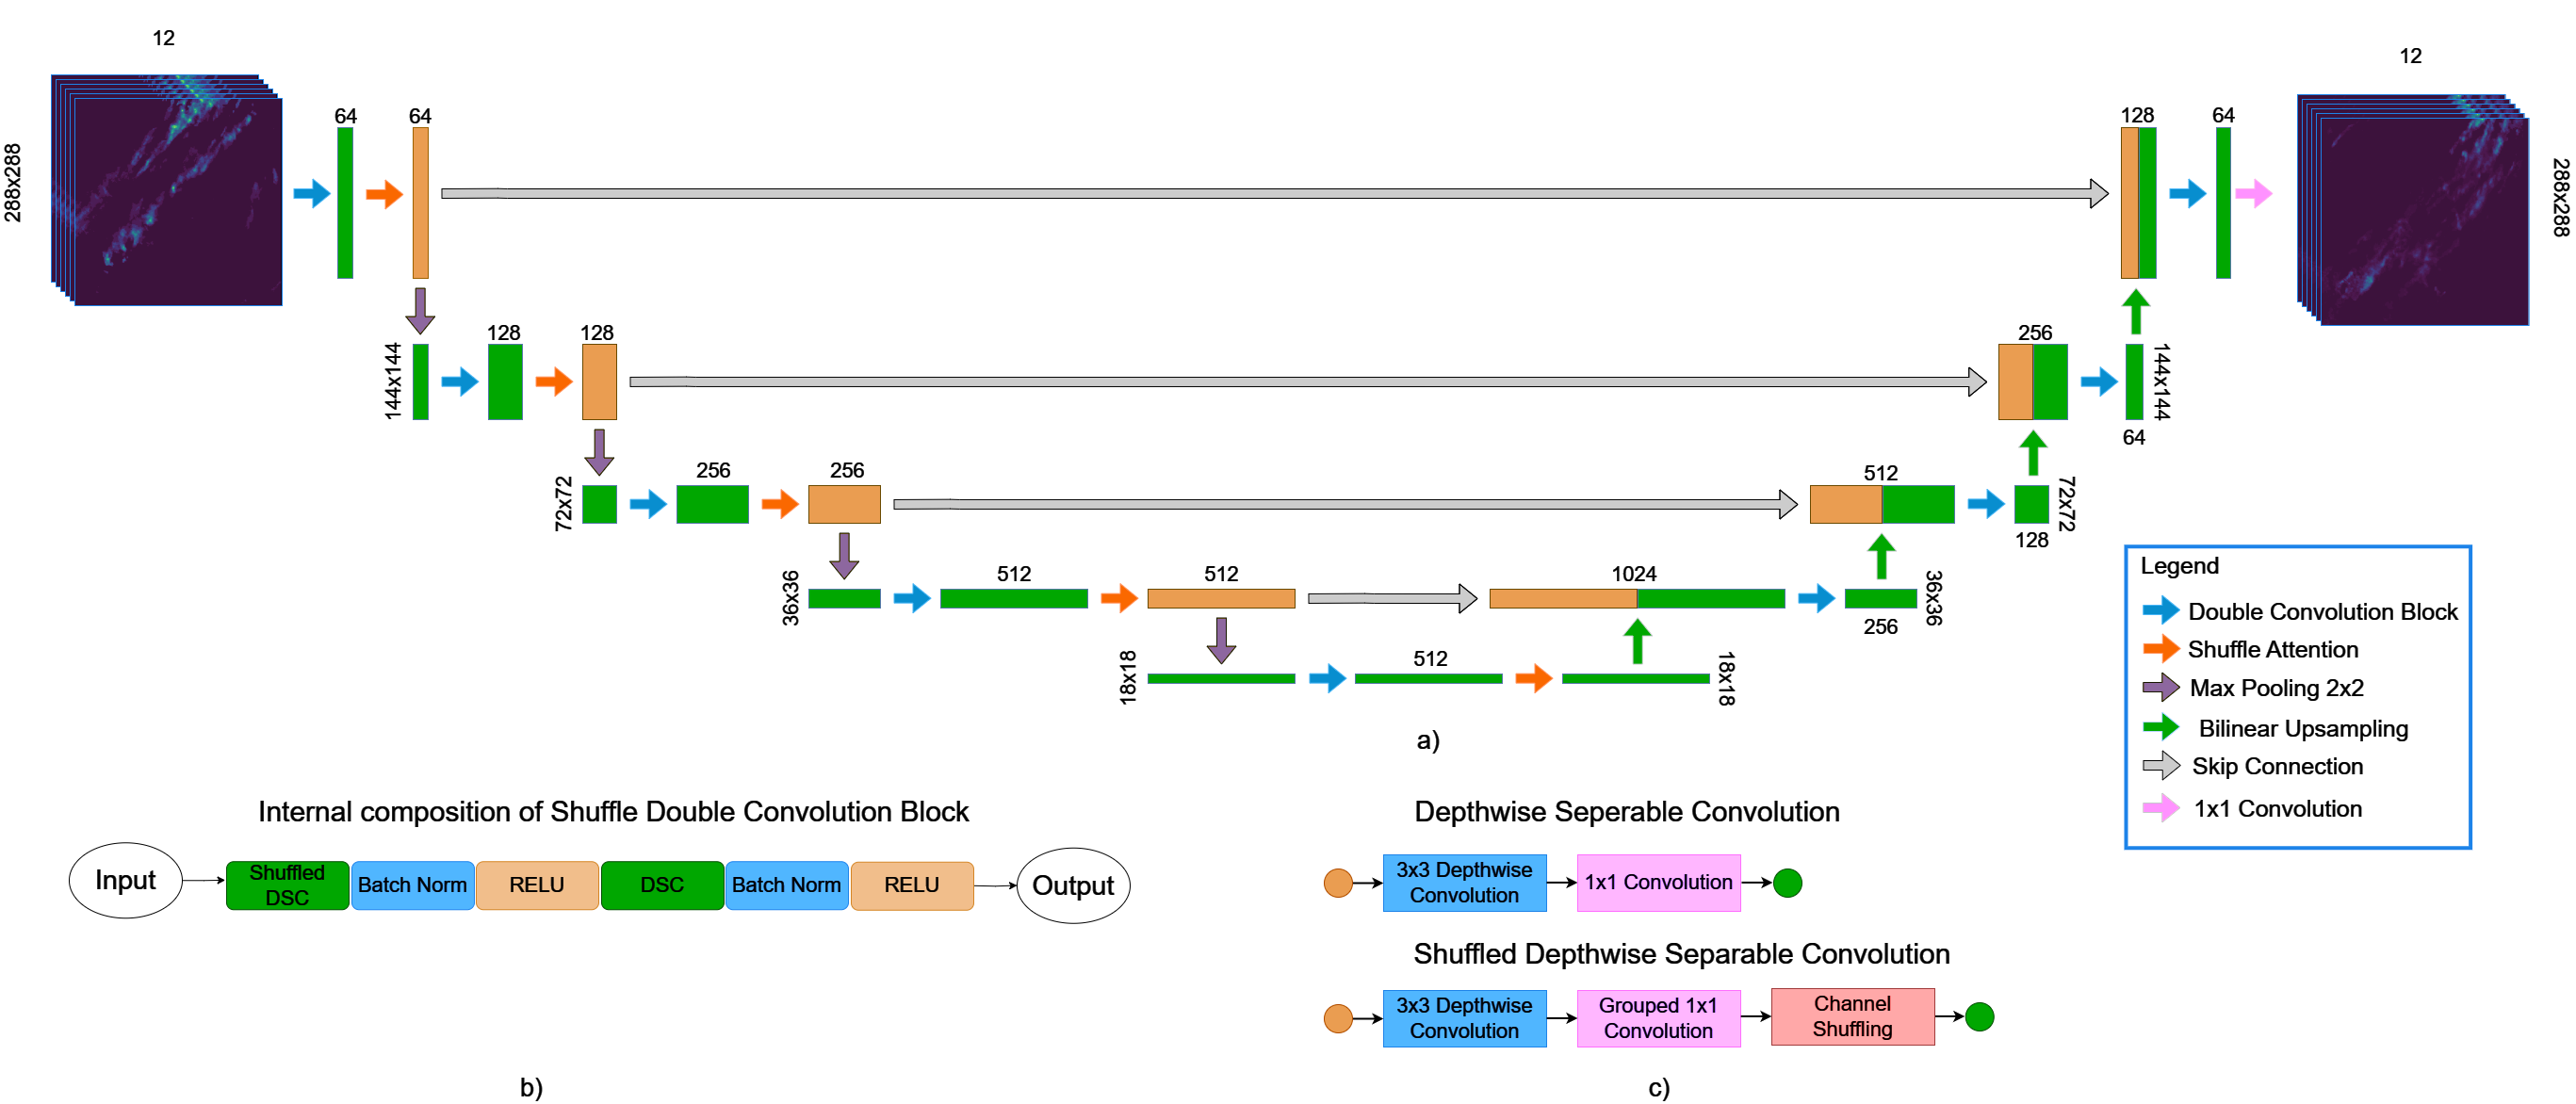 12
12
288x288
64
64
128
64
288x288
144x144
128
128
256
144x144
64
72x72
256
256
512
72x72
128
36x36
512
512
1024
36x36
256
18x18
512
18x18
a)
Legend
Double Convolution Block
Shuffle Attention
Max Pooling 2x2
Bilinear Upsampling
Skip Connection
1x1 Convolution
Internal composition of Shuffle Double Convolution Block
Input
Shuffled
DSC
Batch Norm
RELU
DSC
Batch Norm
RELU
Output
b)
Depthwise Seperable Convolution
3x3 Depthwise
Convolution
1x1 Convolution
Shuffled Depthwise Separable Convolution
3x3 Depthwise
Convolution
Grouped 1x1
Convolution
Channel
Shuffling
c)